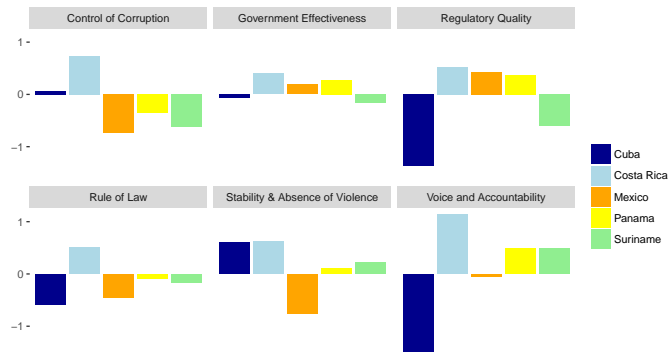 Control of Corruption
Government Effectiveness
Regulatory Quality
1
0
−1
Rule of Law
Stability & Absence of Violence
Voice and Accountability
1
0
−1
Cuba
Costa Rica
Mexico
Panama
Suriname